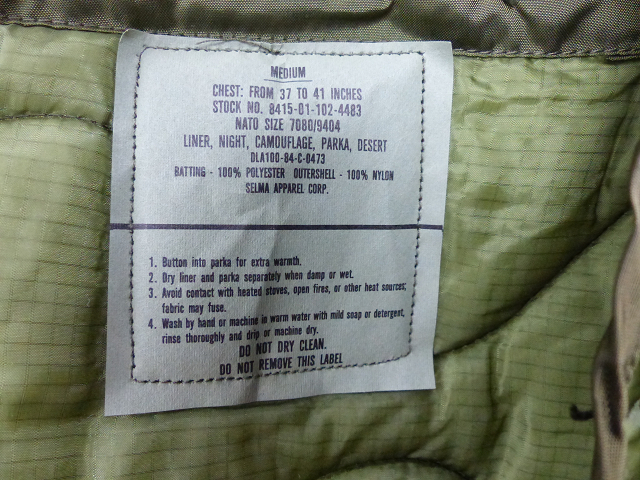 MEDIUM
CHEST: FROM 37 TO 41 INCHES
STOCK NO. 8415-01-102-4483
NATO SIZE 7080/9404
LINER, NIGHT, CAMOUFLAGE, PARKA, DESERT
DLA100-84-C-0473
BATTING - 100% POLYESTER OUTERSHELL - 100% NYLON
SELMA APPAREL CORP.
1. Button into parka for extra warmth.
2. Dry liner and parka separately when damp or wet.
3. Avoid contact with heated stoves, open fires, or other heat sources;
fabric may fuse.
4. Wash by hand or machine in warm water with mild soap or detergent,
rinse thoroughly and drip or machine dry.
DO NOT DRY CLEAN.
DO NOT REMOVE THIS LABEL